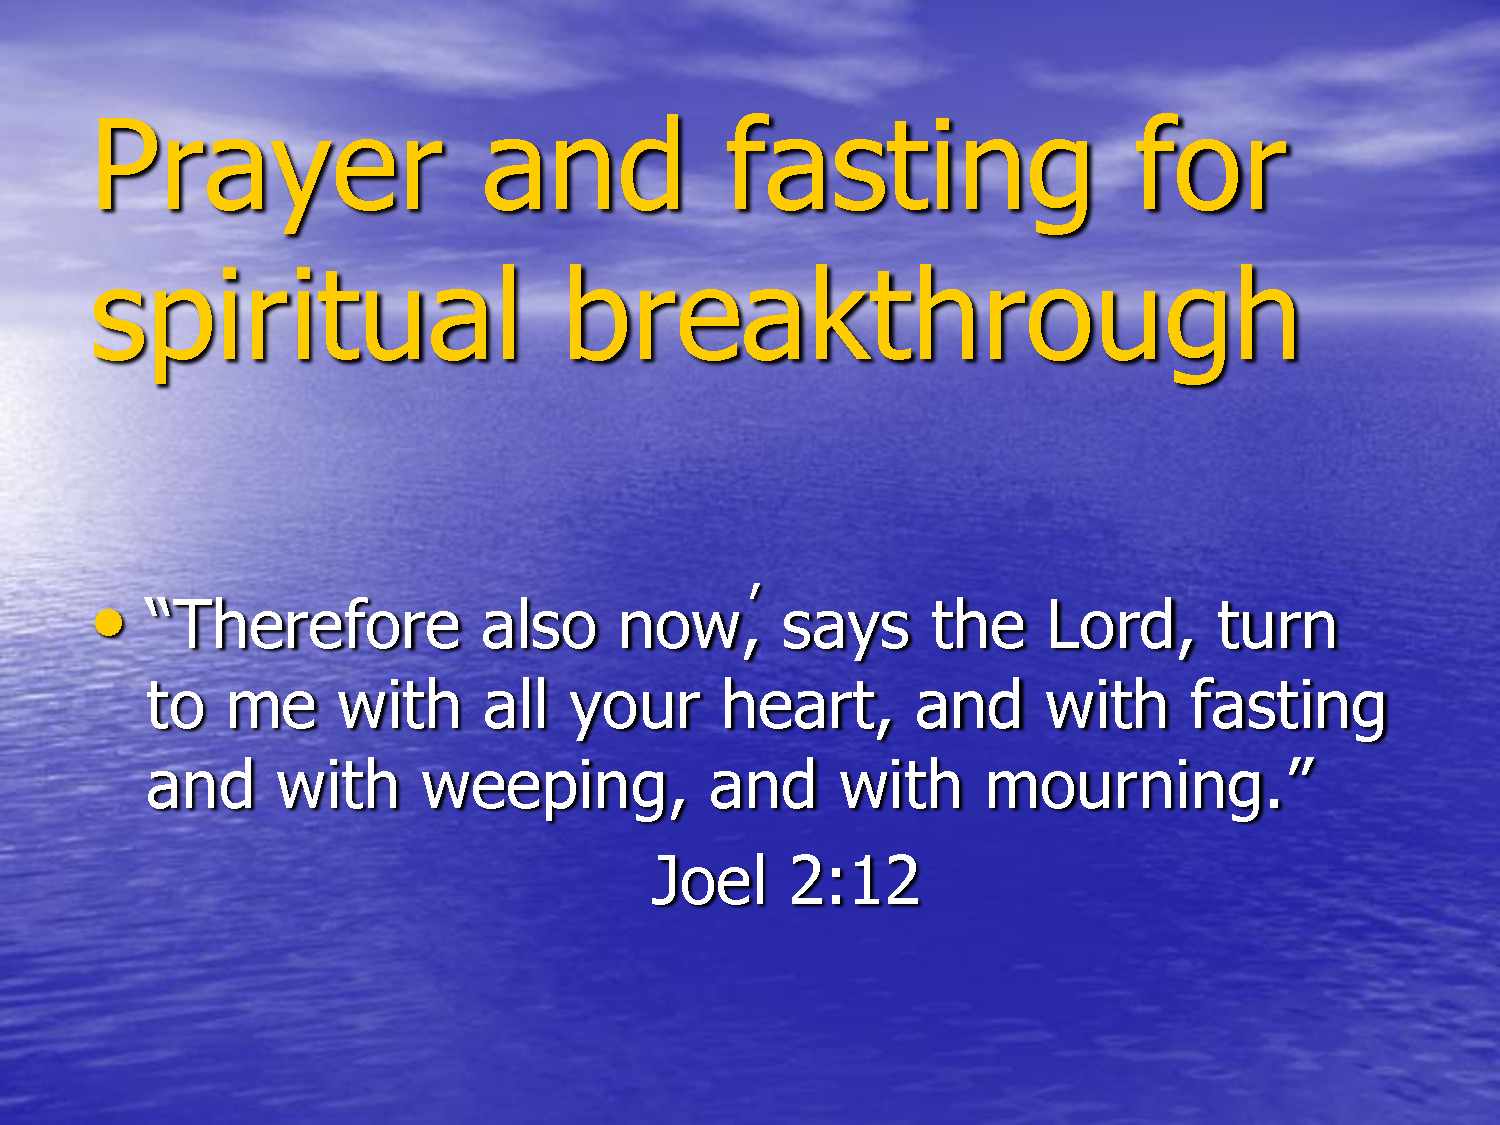 Prayer and fasting for
spiritual breakthrough
• “Therefore also now,’ says the Lord, turn
to me with all your heart, and with fasting
and with weeping, and with mourning.”
Joel 2:12